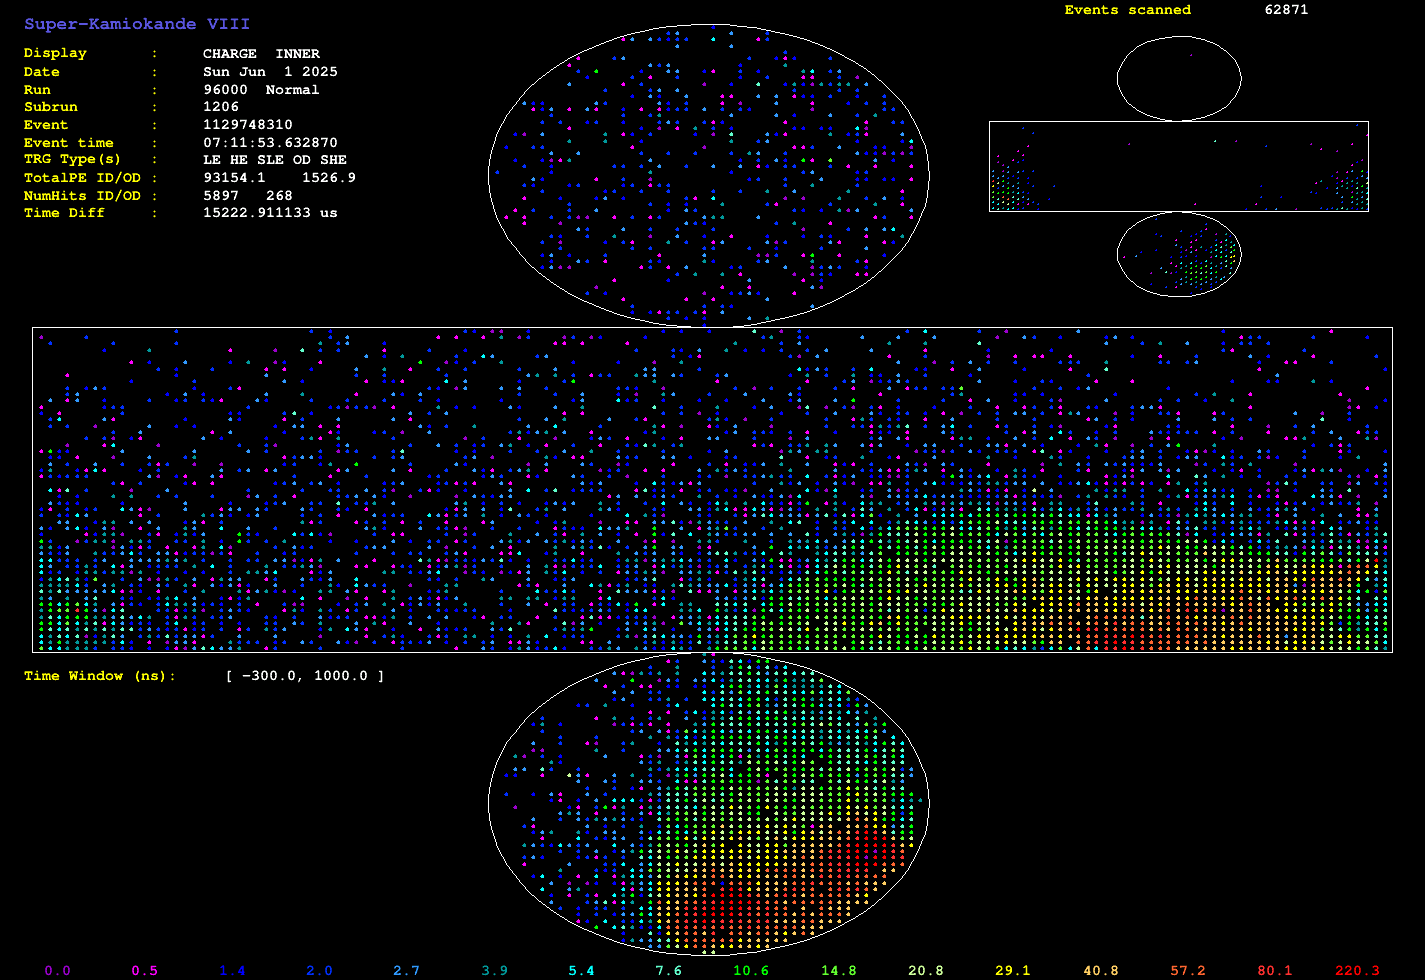 Super-Kamiokande VIII
Display : CHARGE INNER
Date : Sun Jun 1 2025
Run : 96000 Normal
Subrun : 1206
Event : 1129748310
Event time : 07:11:53.632870
TRG Type(s) : LE HE SLE OD SHE
TotalPE ID/OD : 93154.1 1526.9
NumHits ID/OD : 5897 268
Time Diff : 15222.911133 us
Events scanned 62871
Time Window (ns): [ -300.0, 1000.0 ]
0.0 0.5 1.4 2.0 2.7 3.9 5.4 7.6 10.6 14.8 20.8 29.1 40.8 57.2 80.1 220.3